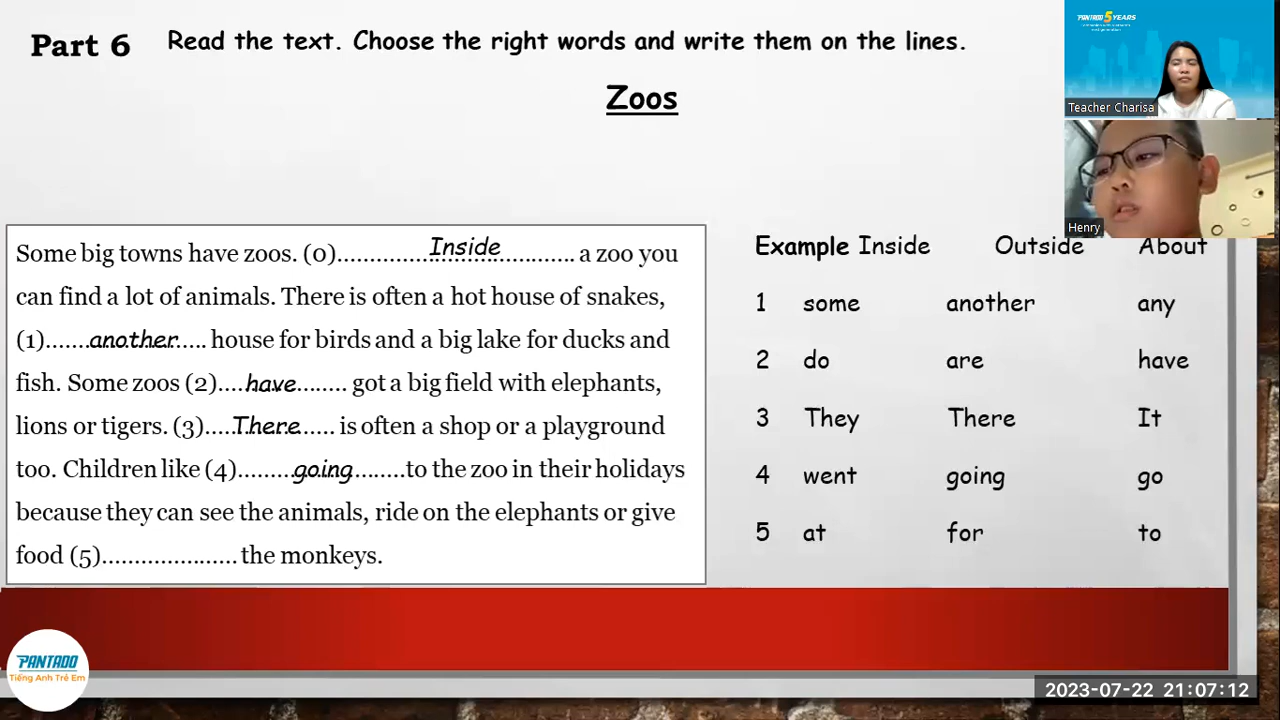 Part 6 Read the text. Choose the right words and write them on the lines.
Zoos
PANTADO 5 YEARS
Teacher Charisa
Henry
Some big towns have zoos. (0)...................Inside................... a zoo you
can find a lot of animals. There is often a hot house of snakes,
(1).......another..... house for birds and a big lake for ducks and
fish. Some zoos (2)....have........ got a big field with elephants,
lions or tigers. (3).....There...... is often a shop or a playground
too. Children like (4).........going........to the zoo in their holidays
because they can see the animals, ride on the elephants or give
food (5)..................... the monkeys.
Example Inside Outside About
1 some another any
2 do are have
3 They There It
4 went going go
5 at for to
PANTADO
Tiếng Anh Trẻ Em
2023-07-22 21:07:12